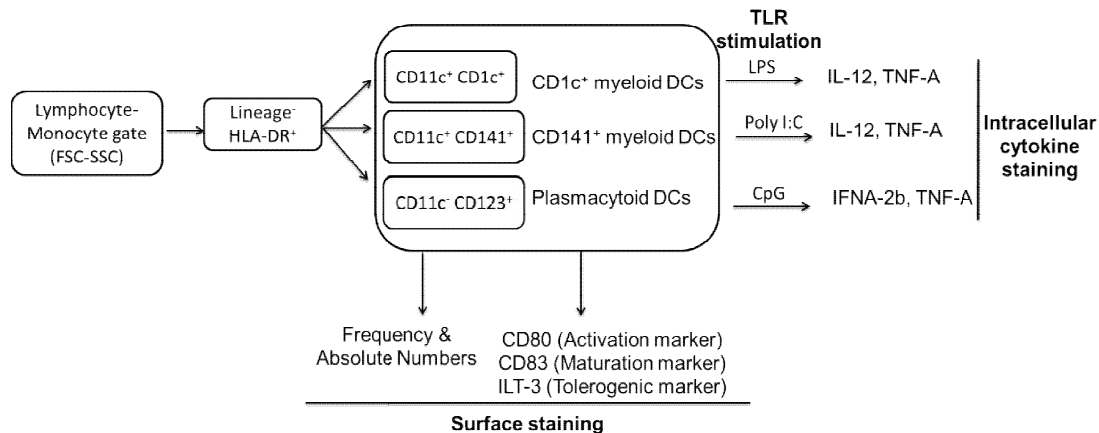 Lymphocyte-
Monocyte gate
(FSC-SSC)
Lineage⁻
HLA-DR⁺
CD11c⁺ CD1c⁺
CD1c⁺ myeloid DCs
CD11c⁺ CD141⁺
CD141⁺ myeloid DCs
CD11c⁻ CD123⁺
Plasmacytoid DCs
TLR
stimulation
LPS
IL-12, TNF-A
Poly I:C
IL-12, TNF-A
CpG
IFNA-2b, TNF-A
Intracellular
cytokine
staining
Frequency &
Absolute Numbers
CD80 (Activation marker)
CD83 (Maturation marker)
ILT-3 (Tolerogenic marker)
Surface staining